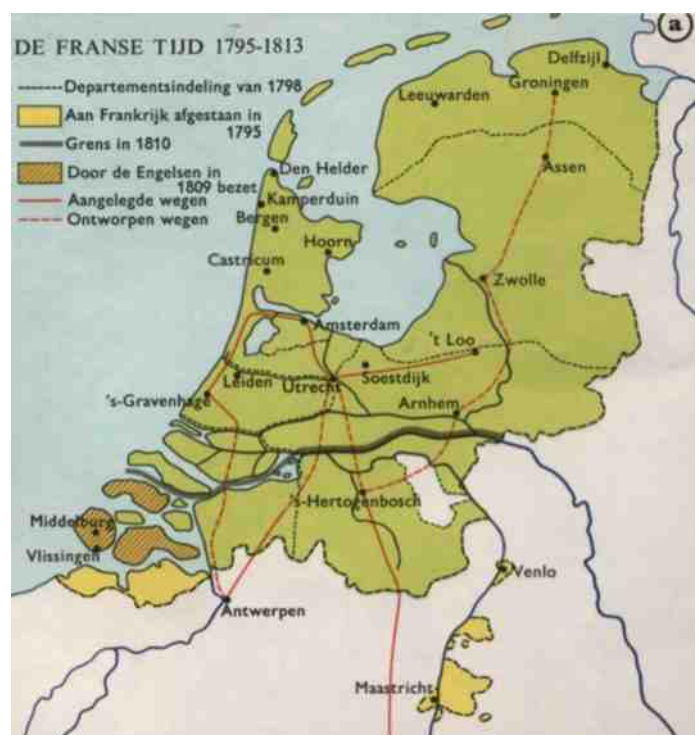 a
DE FRANSE TIJD 1795-1813
Departementsindeling van 1798
Aan Frankrijk afgestaan in
1795
Grens in 1810
Door de Engelsen in
1809 bezet
Aangelegde wegen
Ontworpen wegen
Delfzijl
Groningen
Leeuwarden
Assen
Den Helder
Kamperduin
Bergen
Hoorn
Castricum
Zwolle
Amsterdam
't Loo
Leiden
Utrecht
Soestdijk
's-Gravenhage
Arnhem
's-Hertogenbosch
Middelburg
Vlissingen
Venlo
Antwerpen
Maastricht